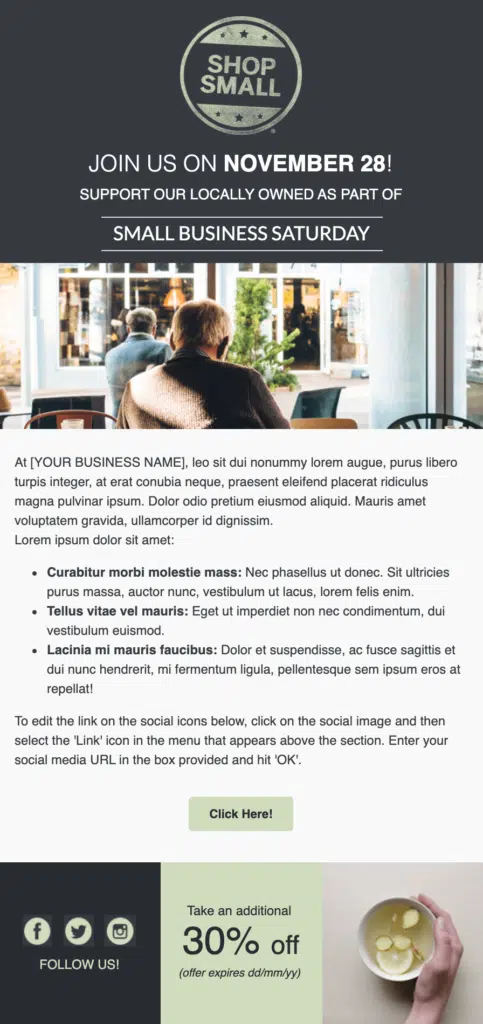 SHOP
SMALL
JOIN US ON NOVEMBER 28!
SUPPORT OUR LOCALLY OWNED AS PART OF
SMALL BUSINESS SATURDAY
At [YOUR BUSINESS NAME], leo sit dui nonummy lorem augue, purus libero
turpis integer, at erat conubia neque, praesent eleifend placerat ridiculus
magna pulvinar ipsum. Dolor odio pretium eiusmod aliquid. Mauris amet
voluptatem gravida, ullamcorper id dignissim.
Lorem ipsum dolor sit amet:
• Curabitur morbi molestie mass: Nec phasellus ut donec. Sit ultricies
purus massa, auctor nunc, vestibulum ut lacus, lorem felis enim.
• Tellus vitae vel mauris: Eget ut imperdiet non nec condimentum, dui
vestibulum euismod.
• Lacinia mi mauris faucibus: Dolor et suspendisse, ac fusce sagittis et
dui nunc hendrerit, mi fermentum ligula, pellentesque sem ipsum eros at
repellat!
To edit the link on the social icons below, click on the social image and then
select the 'Link' icon in the menu that appears above the section. Enter your
social media URL in the box provided and hit 'OK'.
Click Here!
FOLLOW US!
Take an additional
30% off
(offer expires dd/mm/yy)